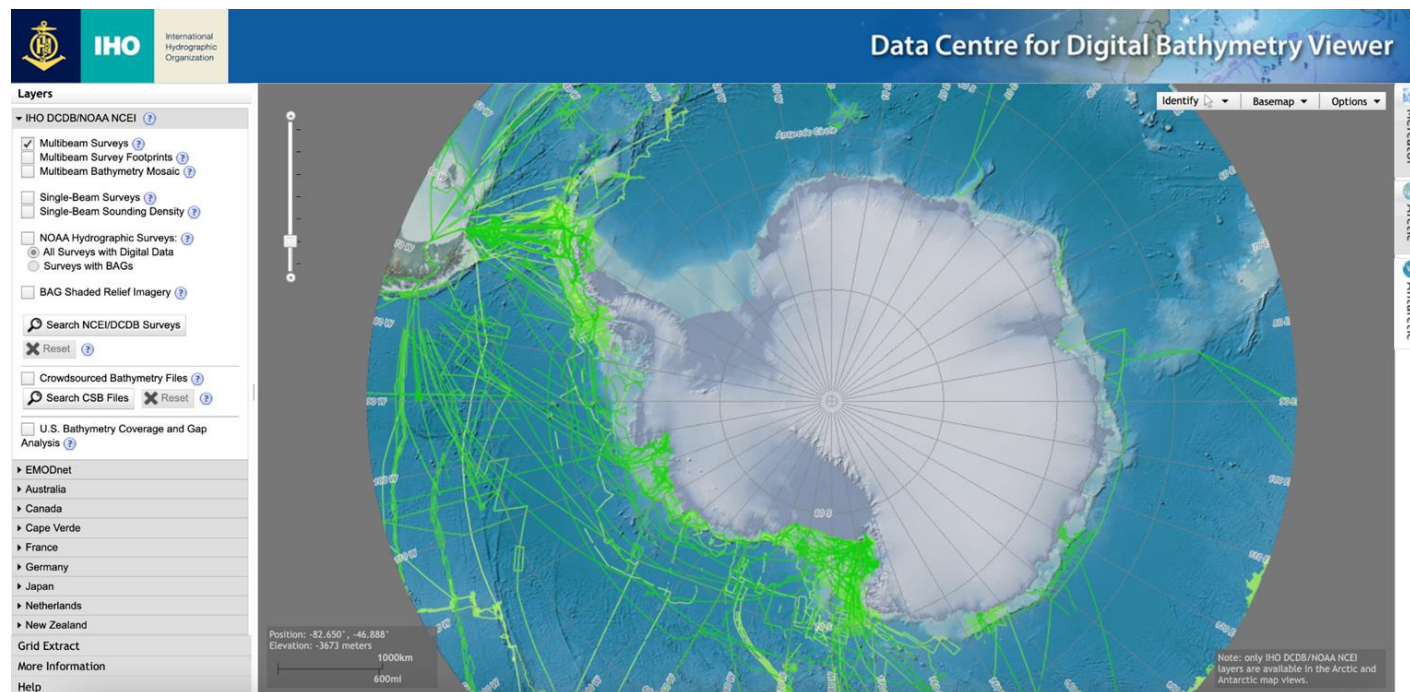 IHO
International
Hydrographic
Organization
Data Centre for Digital Bathymetry Viewer
Layers
IHO DCDB/NOAA NCEI
Multibeam Surveys
Multibeam Survey Footprints
Multibeam Bathymetry Mosaic
Single-Beam Surveys
Single-Beam Sounding Density
NOAA Hydrographic Surveys:
All Surveys with Digital Data
Surveys with BAGs
BAG Shaded Relief Imagery
Search NCEI/DCDB Surveys
Reset
Crowdsourced Bathymetry Files
Search CSB Files Reset
U.S. Bathymetry Coverage and Gap
Analysis
EMODnet
Australia
Canada
Cape Verde
France
Germany
Japan
Netherlands
New Zealand
Grid Extract
More Information
Help
Identify Basemap Options
Antarctic Circle
80 S
Position: -82.650°, -46.888°
Elevation: -3673 meters
1000km
600mi
Note: only IHO DCDB/NOAA NCEI
layers are available in the Arctic and
Antarctic map views.